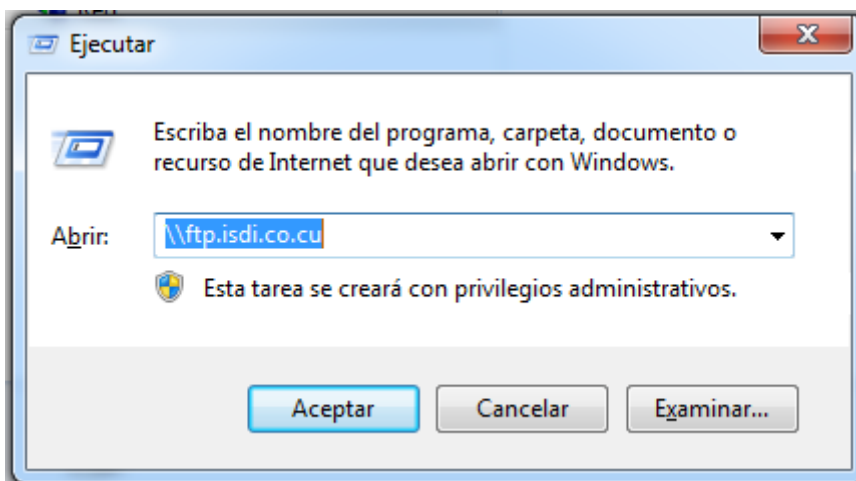 Ejecutar
Escriba el nombre del programa, carpeta, documento o
recurso de Internet que desea abrir con Windows.
Abrir: \\ftp.isdi.co.cu
Esta tarea se creará con privilegios administrativos.
Aceptar Cancelar Examinar...